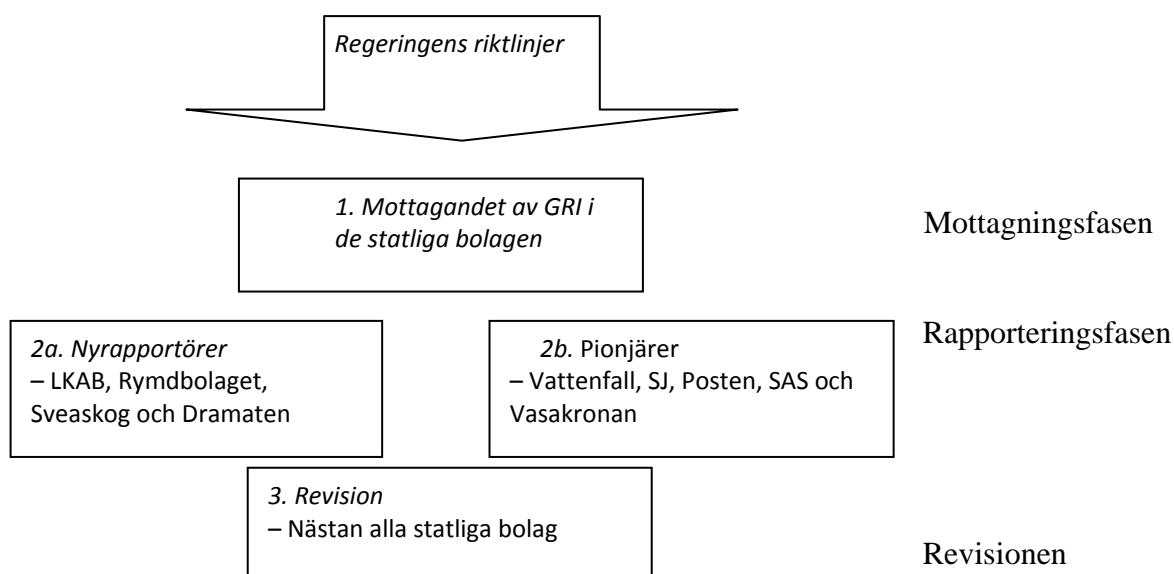 Regeringens riktlinjer
1. Mottagandet av GRI i
de statliga bolagen
Mottagningsfasen
2a. Nyrapportörer
– LKAB, Rymdbolaget,
Sveaskog och Dramaten
2b. Pionjärer
– Vattenfall, SJ, Posten, SAS och
Vasakronan
Rapporteringsfasen
3. Revision
– Nästan alla statliga bolag
Revisionen